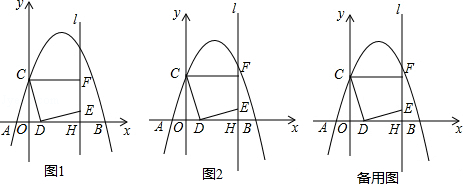 y l
C F
E
A O D H B x
图1
y l
C F
E
A O D H B x
图2
y l
C F
E
A O D H B x
备用图